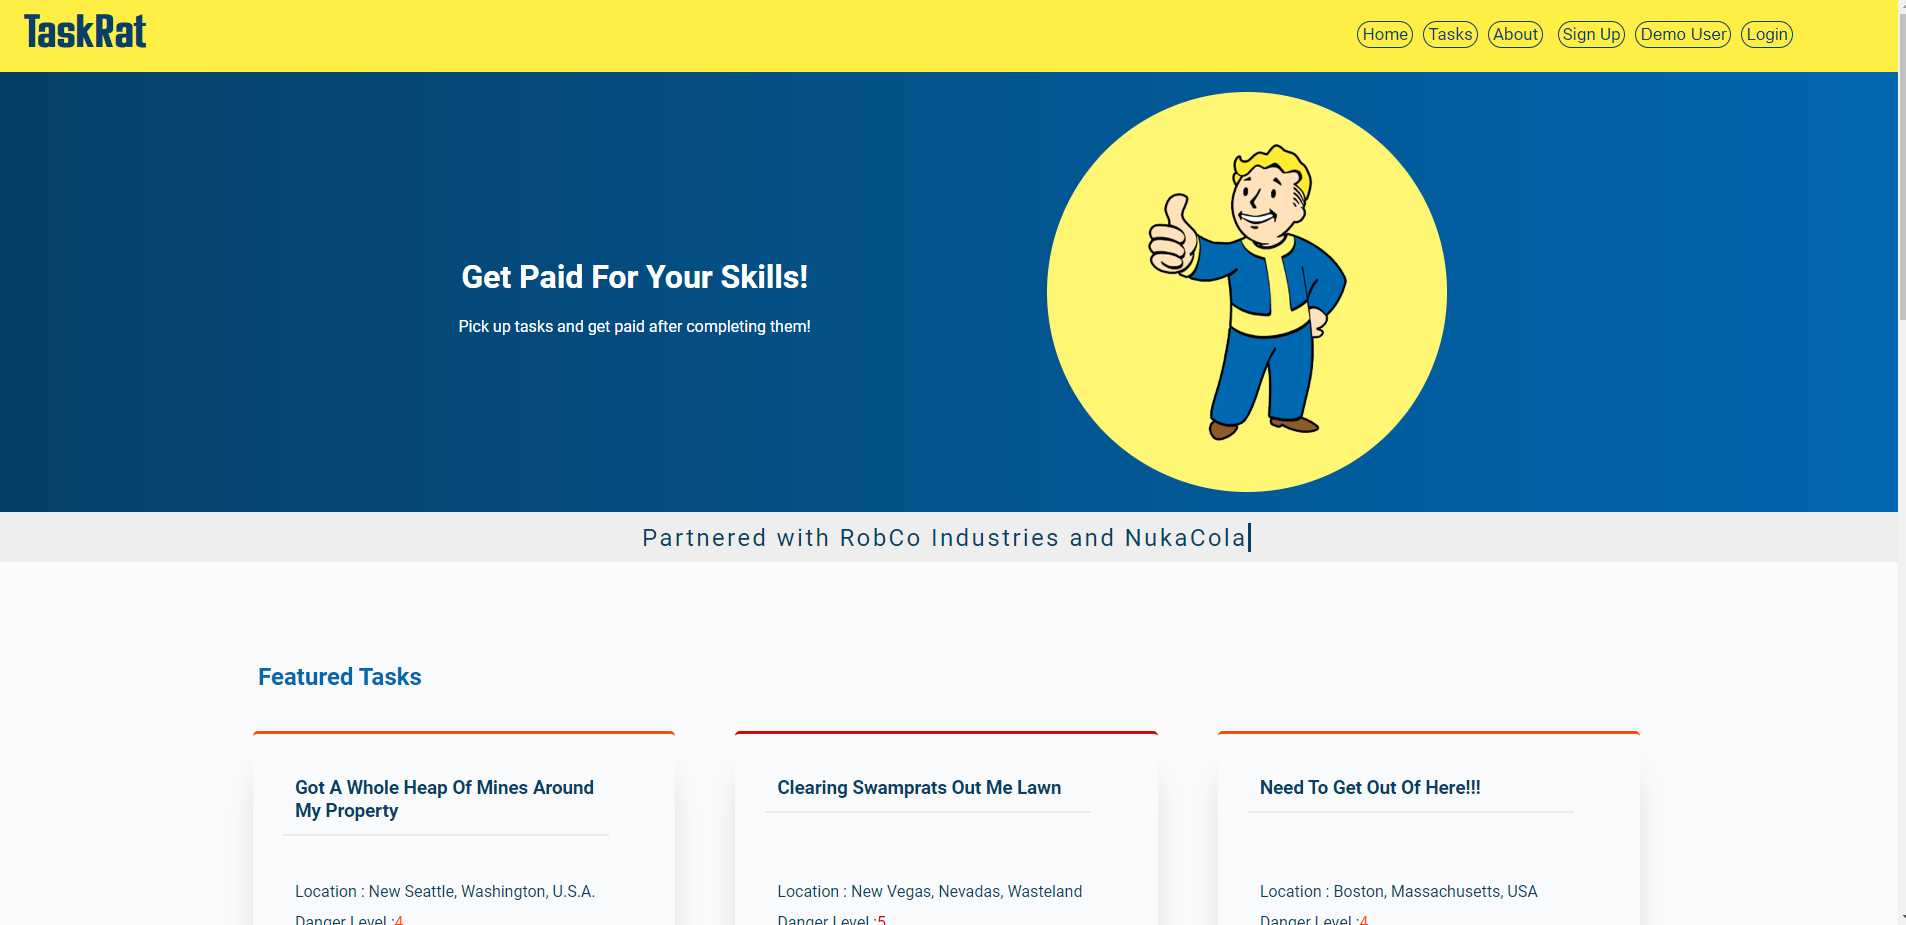 TaskRat
Home Tasks About Sign Up Demo User Login
Get Paid For Your Skills!
Pick up tasks and get paid after completing them!
Partnered with RobCo Industries and NukaCola
Featured Tasks
Got A Whole Heap Of Mines Around
My Property
Location : New Seattle, Washington, U.S.A.
Danger Level :4
Clearing Swamprats Out Me Lawn
Location : New Vegas, Nevadas, Wasteland
Danger Level :5
Need To Get Out Of Here!!!
Location : Boston, Massachusetts, USA
Danger Level :4